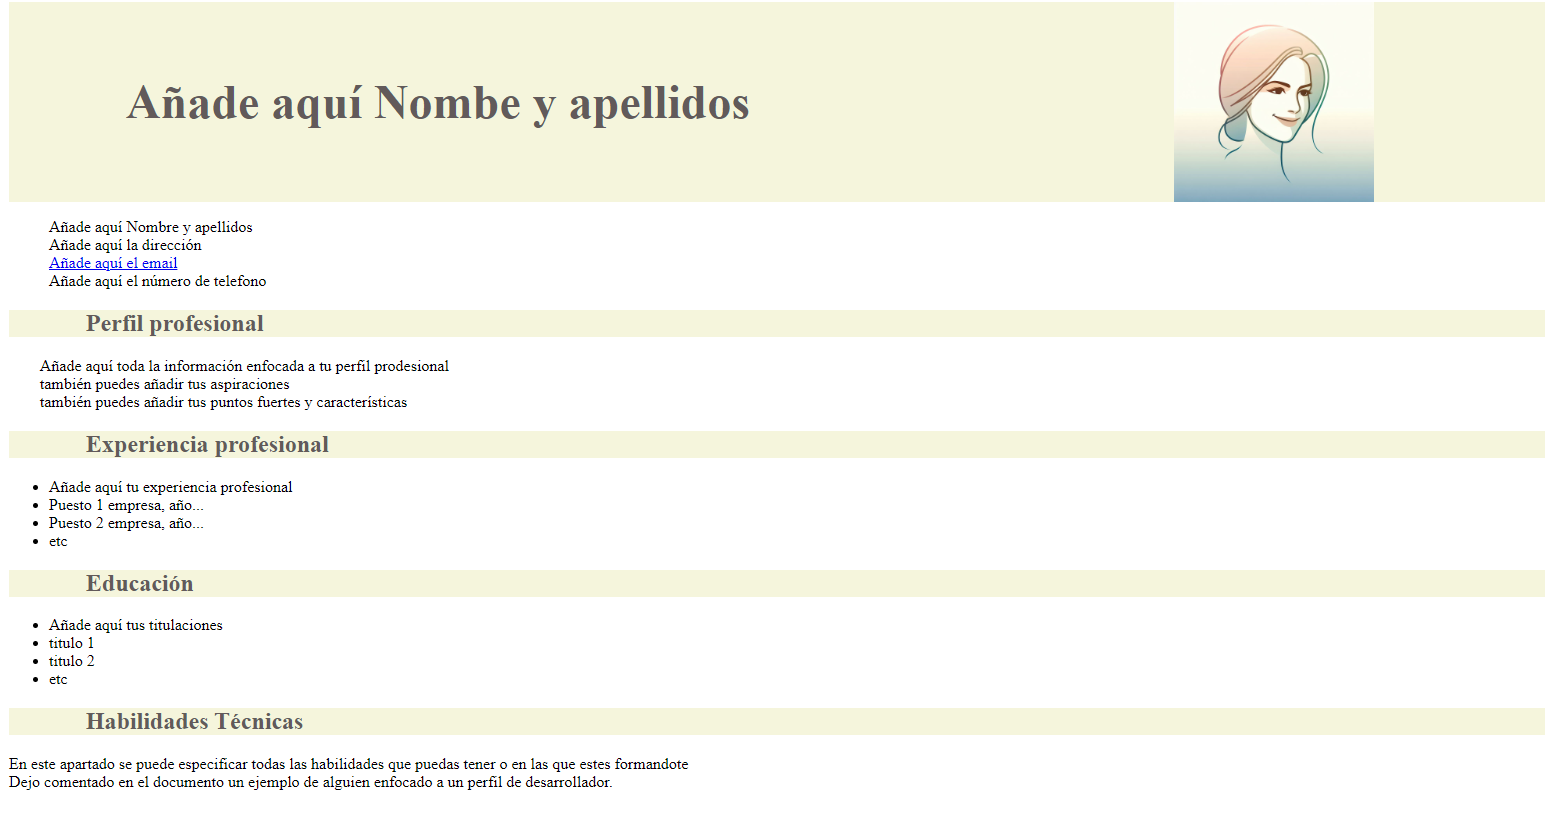 Añade aquí Nombe y apellidos
Añade aquí Nombre y apellidos
Añade aquí la dirección
Añade aquí el email
Añade aquí el número de telefono
Perfil profesional
Añade aquí toda la información enfocada a tu perfil prodesional
también puedes añadir tus aspiraciones
también puedes añadir tus puntos fuertes y características
Experiencia profesional
• Añade aquí tu experiencia profesional
• Puesto 1 empresa, año...
• Puesto 2 empresa, año...
• etc
Educación
• Añade aquí tus titulaciones
• titulo 1
• titulo 2
• etc
Habilidades Técnicas
En este apartado se puede especificar todas las habilidades que puedas tener o en las que estes formandote
Dejo comentado en el documento un ejemplo de alguien enfocado a un perfil de desarrollador.